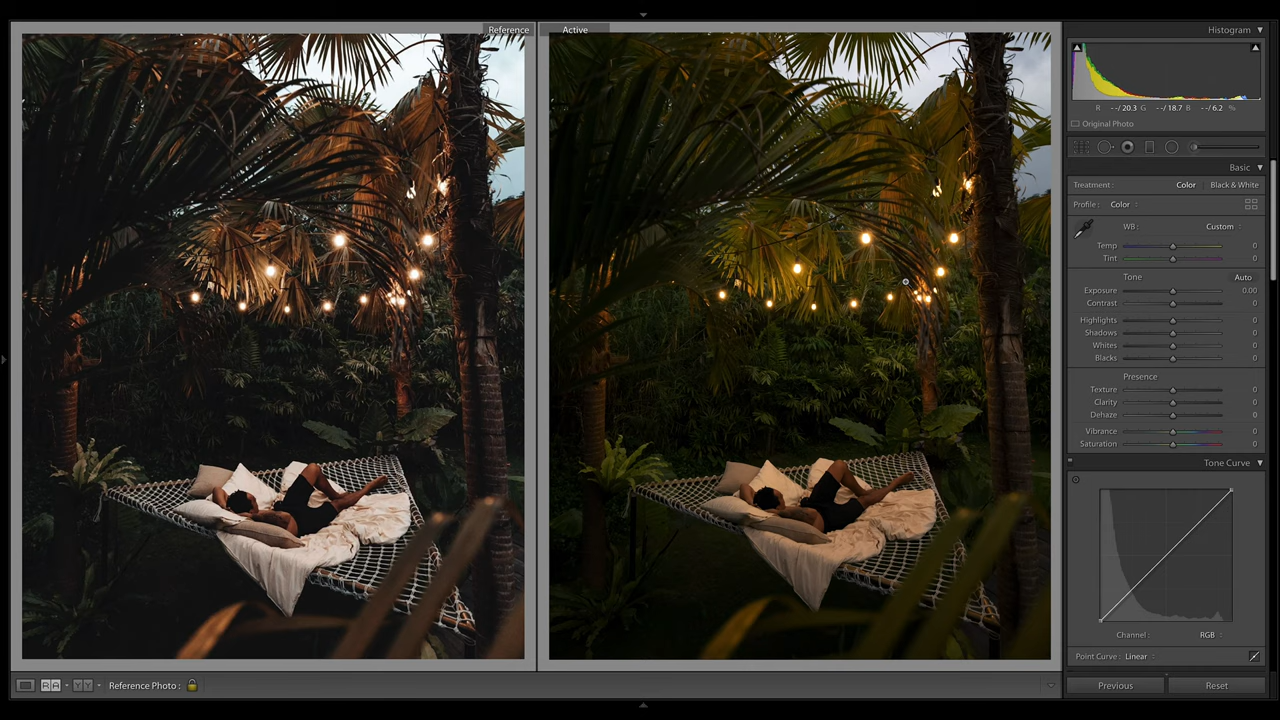 Reference
Active
Histogram
R --/20.3 G --/18.7 B --/6.2 %
Original Photo
Basic
Treatment : Color Black & White
Profile : Color
WB : Custom
Temp 0
Tint 0
Tone Auto
Exposure 0.00
Contrast 0
Highlights 0
Shadows 0
Whites 0
Blacks 0
Presence
Texture 0
Clarity 0
Dehaze 0
Vibrance 0
Saturation 0
Tone Curve
Channel : RGB
Point Curve : Linear
R A Y Y Reference Photo :
Previous Reset